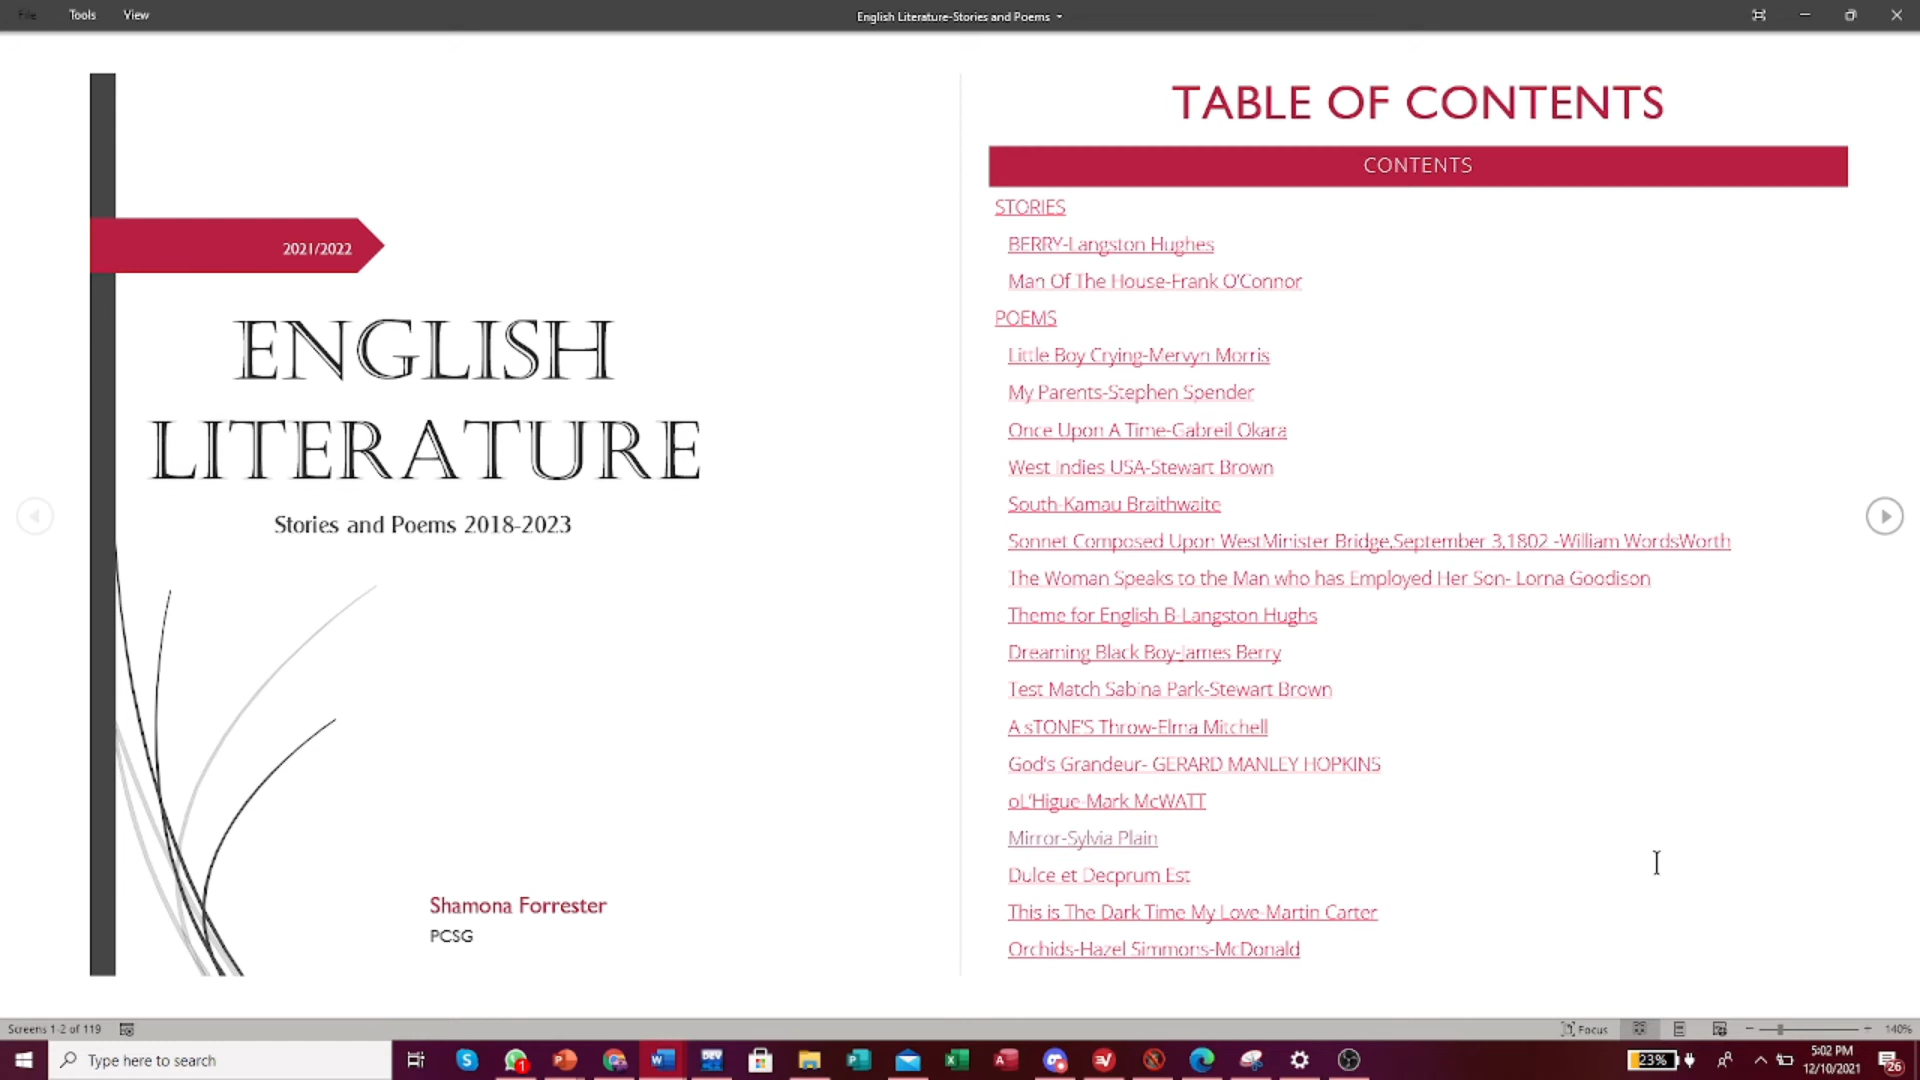 File Tools View
English Literature-Stories and Poems
2021/2022
ENGLISH
LITERATURE
Stories and Poems 2018-2023
Shamona Forrester
PCSG
TABLE OF CONTENTS
CONTENTS
STORIES
BERRY-Langston Hughes
Man Of The House-Frank O'Connor
POEMS
Little Boy Crying-Mervyn Morris
My Parents-Stephen Spender
Once Upon A Time-Gabreil Okara
West Indies USA-Stewart Brown
South-Kamau Braithwaite
Sonnet Composed Upon WestMinister Bridge,September 3,1802 -William WordsWorth
The Woman Speaks to the Man who has Employed Her Son- Lorna Goodison
Theme for English B-Langston Hughs
Dreaming Black Boy-James Berry
Test Match Sabina Park-Stewart Brown
A sTONE'S Throw-Elma Mitchell
God's Grandeur- GERARD MANLEY HOPKINS
oL'Higue-Mark McWATT
Mirror-Sylvia Plain
Dulce et Decprum Est
This is The Dark Time My Love-Martin Carter
Orchids-Hazel Simmons-McDonald
Screens 1-2 of 119
Focus
140%
Type here to search
1
DEV
23%
5:02 PM
12/10/2021
26